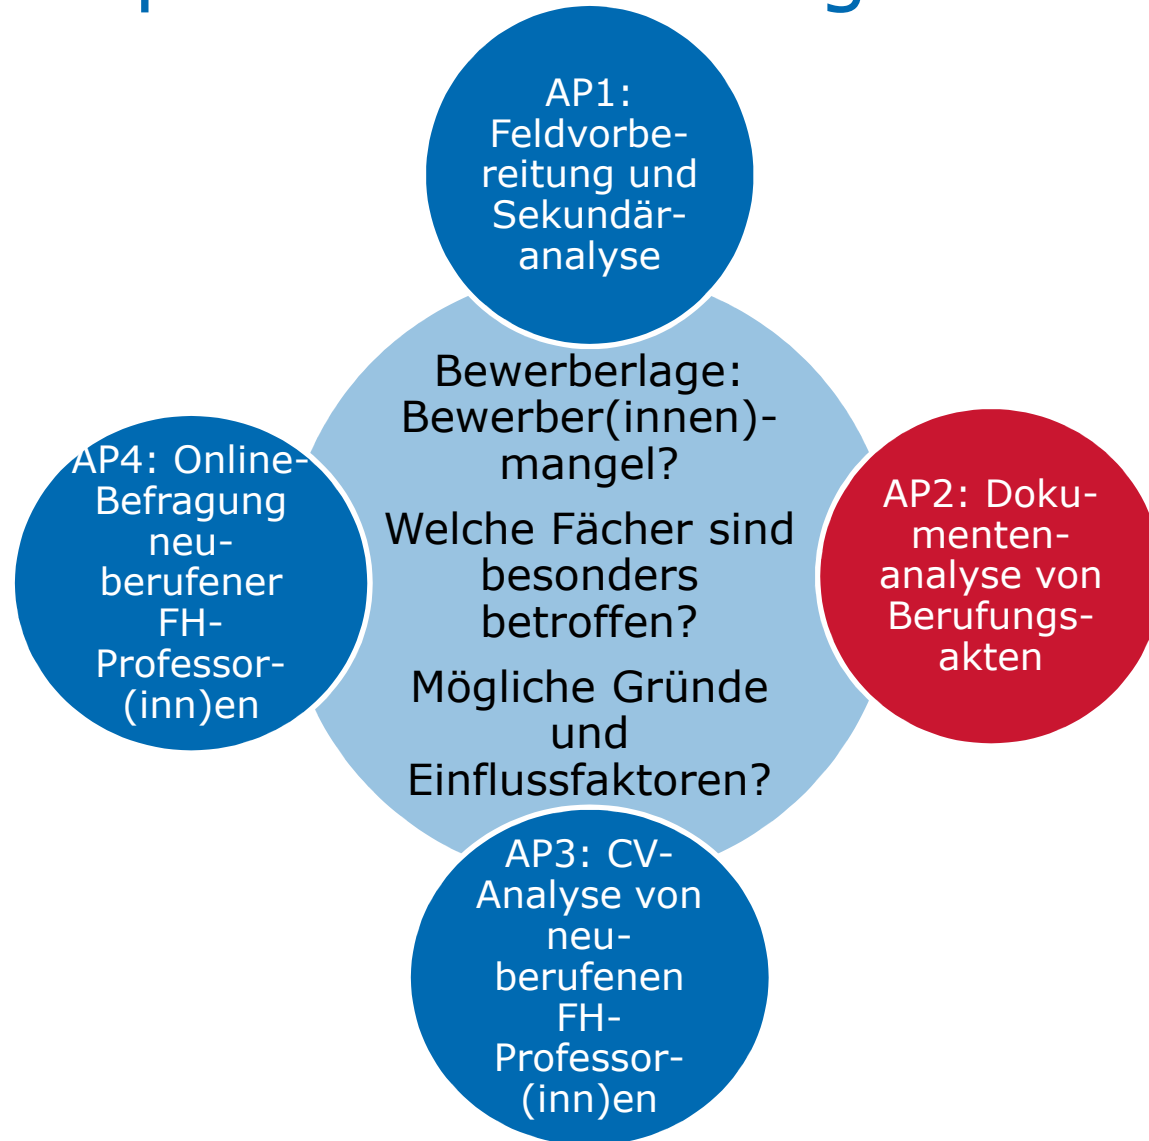 AP1:
Feldvorbe-
reitung und
Sekundär-
analyse
Bewerberlage:
Bewerber(innen)-
mangel?
Welche Fächer sind
besonders
betroffen?
Mögliche Gründe
und
Einflussfaktoren?
AP2: Doku-
menten-
analyse von
Berufungs-
akten
AP3: CV-
Analyse von
neu-
berufenen
FH-
Professor-
(inn)en
AP4: Online-
Befragung
neu-
berufener
FH-
Professor-
(inn)en